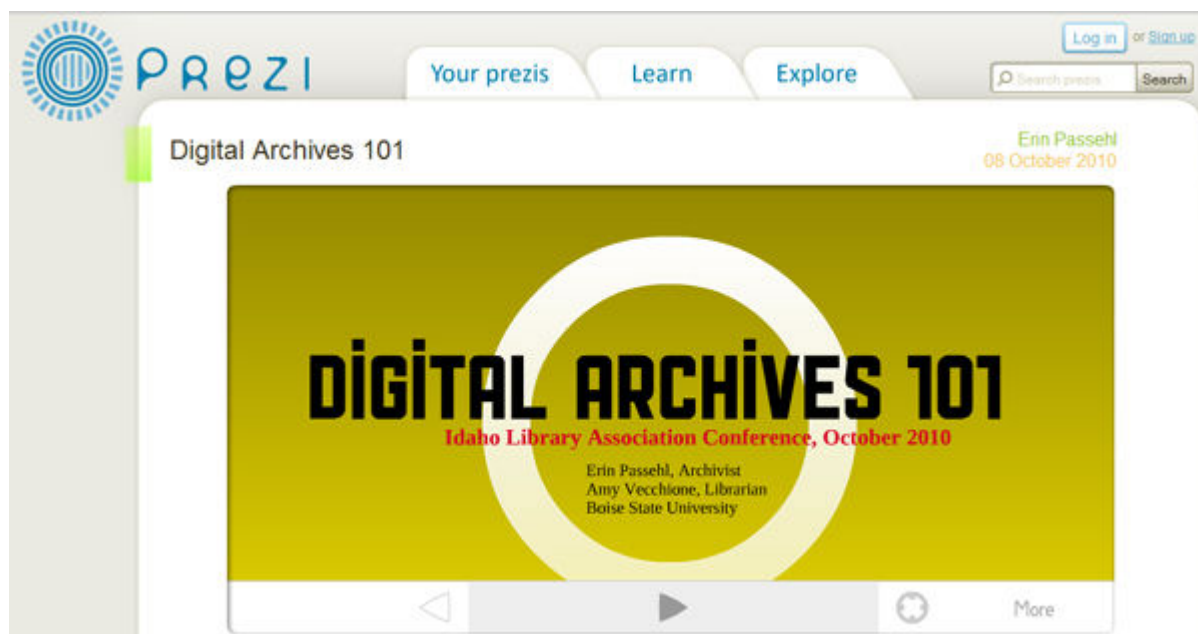 PREZI
Your prezis
Learn
Explore
Log in or Sign up
Search prezis
Search
Digital Archives 101
Erin Passehl
08 October 2010
DIGITAL ARCHIVES 101
Idaho Library Association Conference, October 2010
Erin Passehl, Archivist
Amy Vecchione, Librarian
Boise State University
More